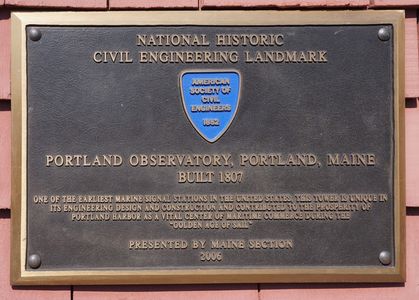 NATIONAL HISTORIC
CIVIL ENGINEERING LANDMARK
AMERICAN
SOCIETY OF
CIVIL
ENGINEERS
1852
PORTLAND OBSERVATORY, PORTLAND, MAINE
BUILT 1807
ONE OF THE EARLIEST MARINE SIGNAL STATIONS IN THE UNITED STATES, THIS TOWER IS UNIQUE IN
ITS ENGINEERING DESIGN AND CONSTRUCTION AND CONTRIBUTED TO THE PROSPERITY OF
PORTLAND HARBOR AS A VITAL CENTER OF MARITIME COMMERCE DURING THE
"GOLDEN AGE OF SAIL"
PRESENTED BY MAINE SECTION
2006